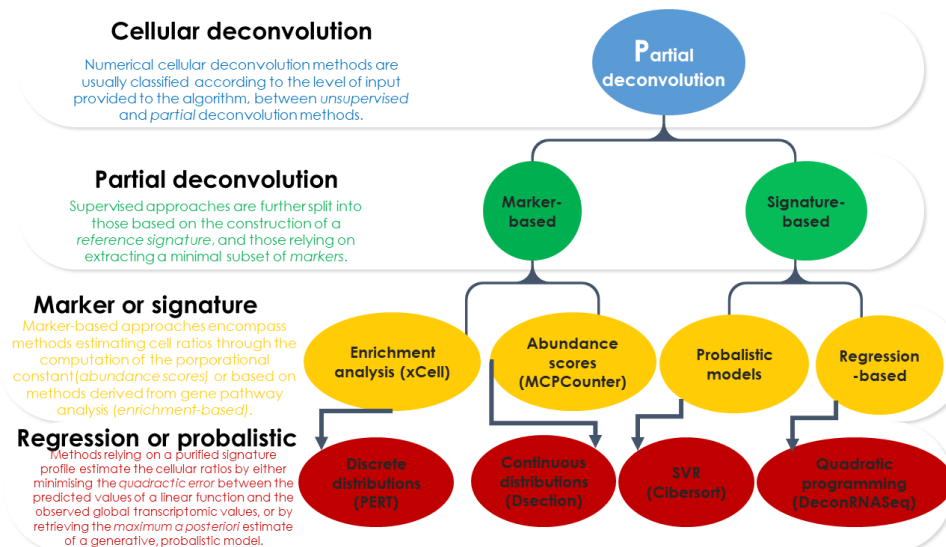 Cellular deconvolution
Numerical cellular deconvolution methods are
usually classified according to the level of input
provided to the algorithm, between unsupervised
and partial deconvolution methods.
Partial
deconvolution
Partial deconvolution
Supervised approaches are further split into
those based on the construction of a
reference signature, and those relying on
extracting a minimal subset of markers.
Marker-
based
Signature-
based
Marker or signature
Marker-based approaches encompass
methods estimating cell ratios through the
computation of the porporational
constant(abundance scores) or based on
methods derived from gene pathway
analysis (enrichment-based).
Enrichment
analysis (xCell)
Abundance
scores
(MCPCounter)
Probalistic
models
Regression
-based
Regression or probalistic
Methods relying on a purified signature
profile estimate the cellular ratios by either
minimising the quadractic error between the
predicted values of a linear function and the
observed global transcriptomic values, or by
retrieving the maximum a posteriori estimate
of a generative, probalistic model.
Discrete
distributions
(PERT)
Continuous
distributions
(Dsection)
SVR
(Cibersort)
Quadratic
programming
(DeconRNASeq)